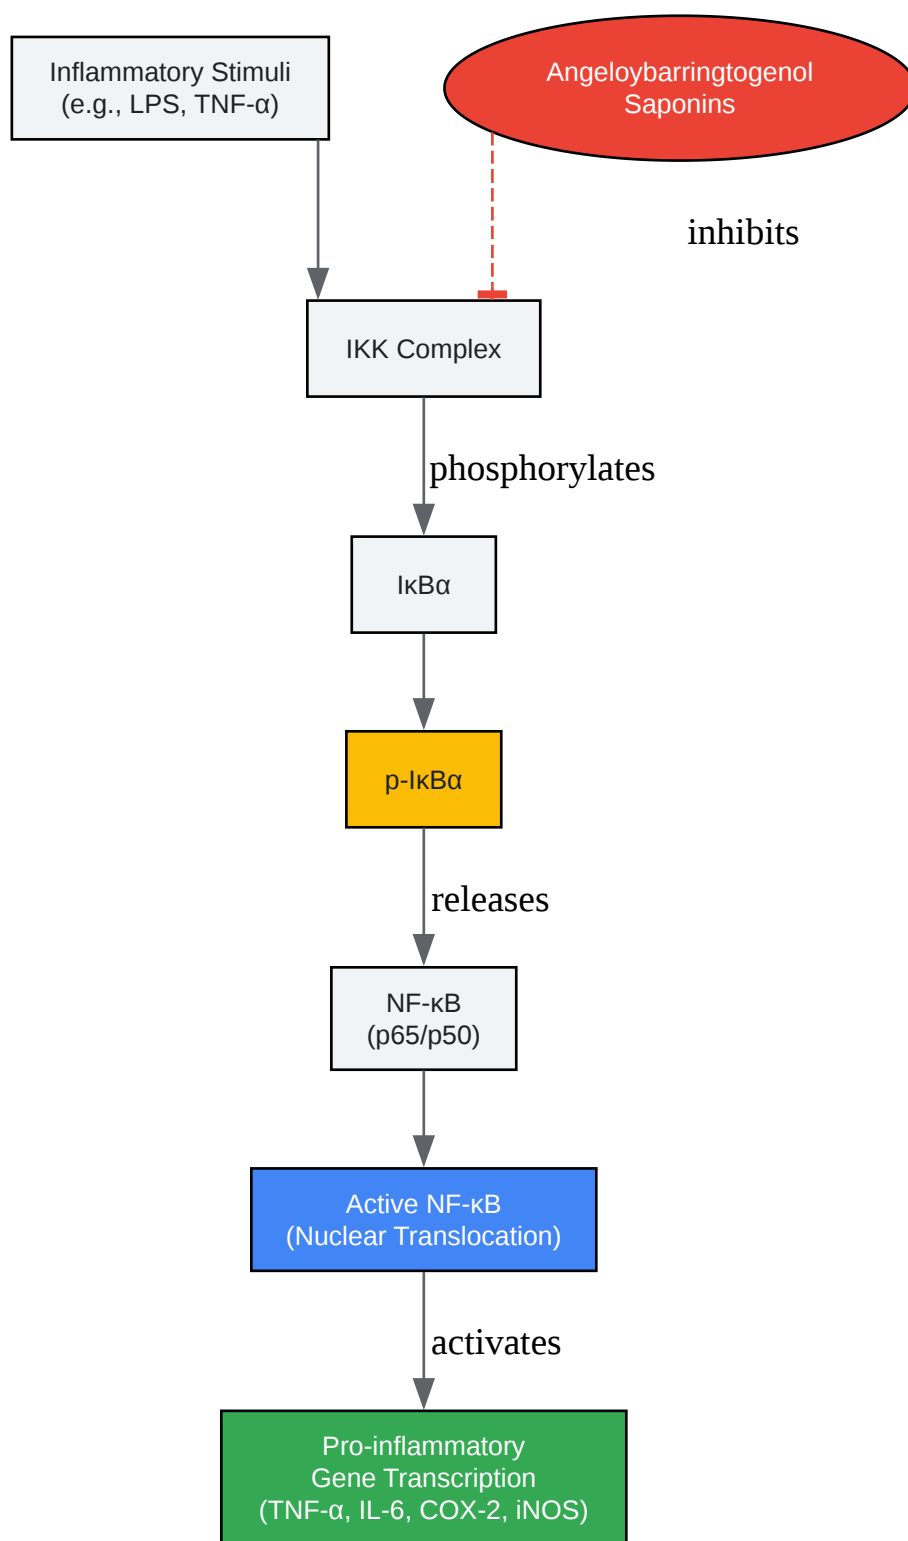 Inflammatory Stimuli
(e.g., LPS, TNF-α)
Angeloybarringtogenol
Saponins
inhibits
IKK Complex
phosphorylates
IκBα
p-IκBα
releases
NF-κB
(p65/p50)
Active NF-κB
(Nuclear Translocation)
activates
Pro-inflammatory
Gene Transcription
(TNF-α, IL-6, COX-2, iNOS)